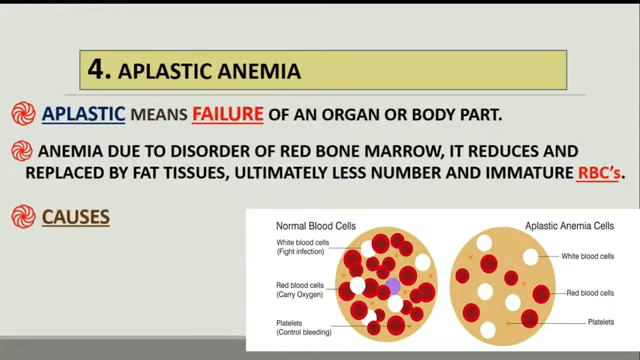 4. APLASTIC ANEMIA
APLASTIC MEANS FAILURE OF AN ORGAN OR BODY PART.
ANEMIA DUE TO DISORDER OF RED BONE MARROW, IT REDUCES AND
REPLACED BY FAT TISSUES, ULTIMATELY LESS NUMBER AND IMMATURE RBC's.
CAUSES
Normal Blood Cells
Aplastic Anemia Cells
White blood cells
(Fight infection)
Red blood cells
(Carry Oxygen)
Platelets
(Control bleeding)
White blood cells
Red blood cells
Platelets